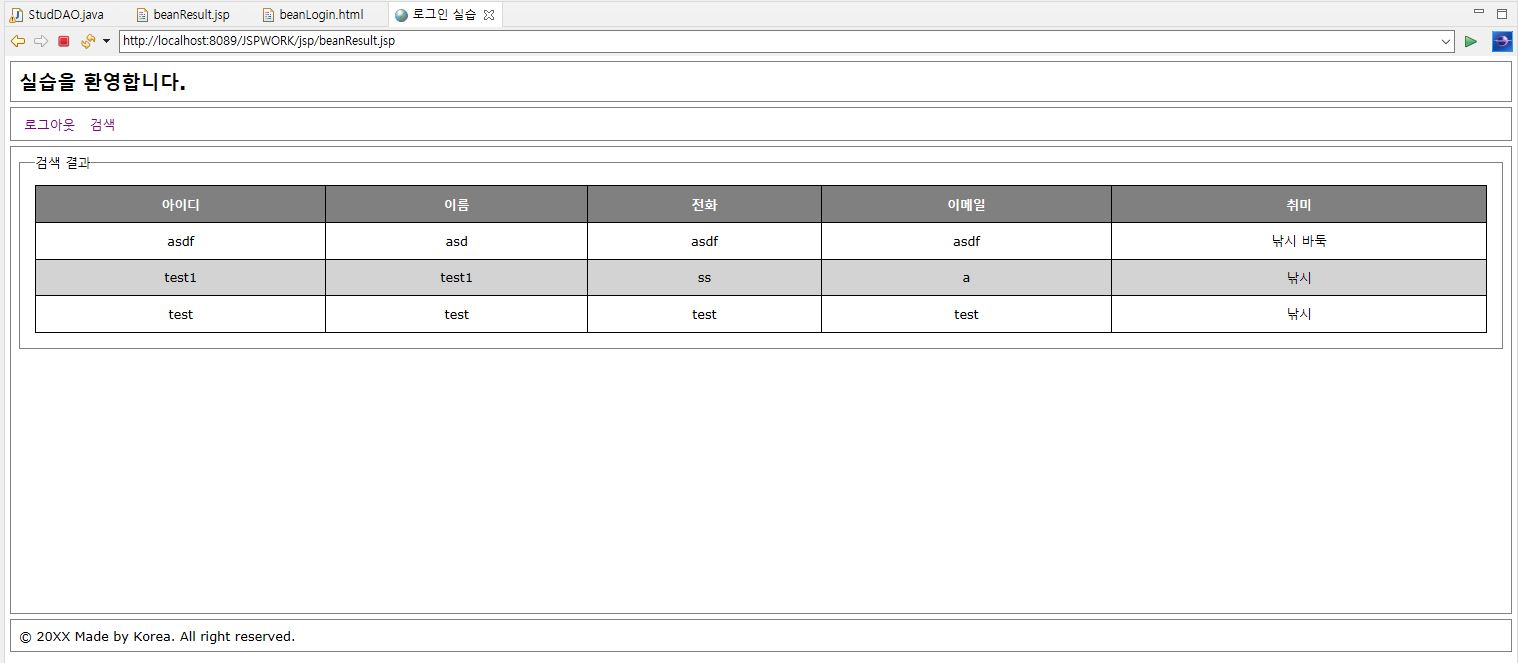 StudDAO.java beanResult.jsp beanLogin.html 로그인 실습
http://localhost:8089/JSPWORK/jsp/beanResult.jsp
실습을 환영합니다.
로그아웃 검색
검색 결과
아이디 이름 전화 이메일 취미
asdf asd asdf asdf 낚시 바둑
test1 test1 ss a 낚시
test test test test 낚시
© 20XX Made by Korea. All right reserved.